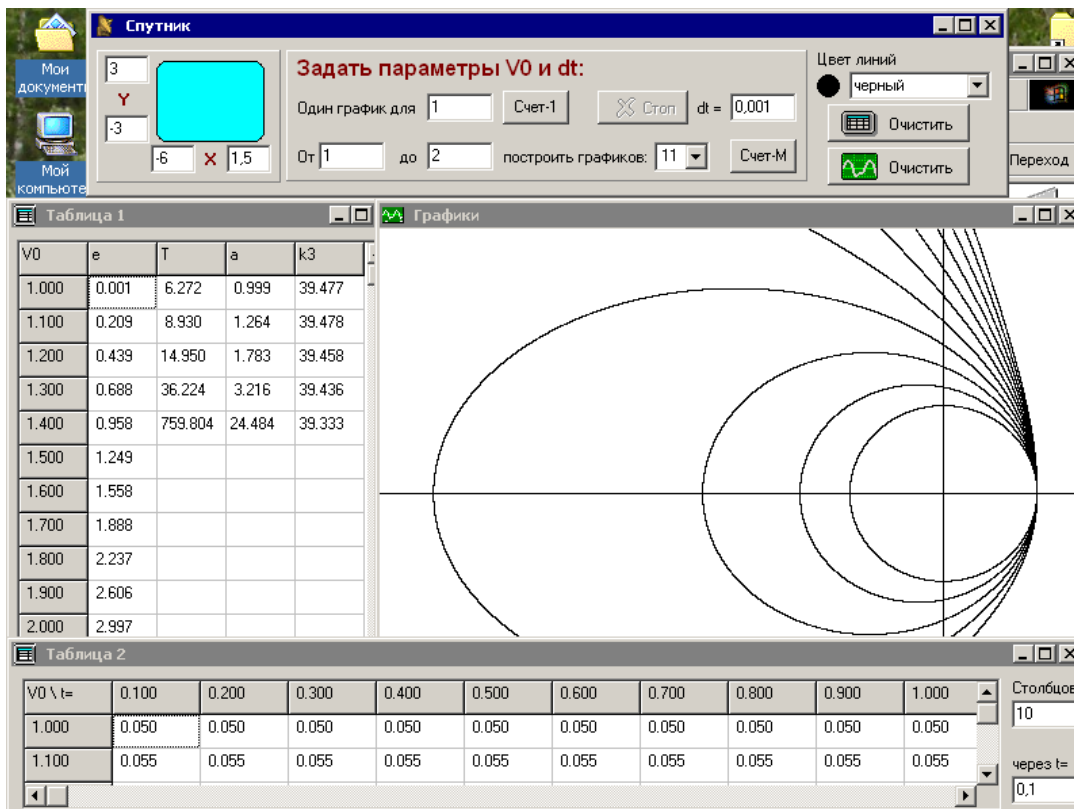 Мои
документы
Мой
компьюте
Спутник
3
Y
-3
-6 X 1,5
Задать параметры V0 и dt:
Один график для 1 Счет-1 Стоп dt = 0,001
От 1 до 2 построить графиков: 11 Счет-М
Цвет линий
черный
Очистить
Очистить
Переход
Таблица 1
V0 e T a k3
1.000 0.001 6.272 0.999 39.477
1.100 0.209 8.930 1.264 39.478
1.200 0.439 14.950 1.783 39.458
1.300 0.688 36.224 3.216 39.436
1.400 0.958 759.804 24.484 39.333
1.500 1.249
1.600 1.558
1.700 1.888
1.800 2.237
1.900 2.606
2.000 2.997
Графики
Таблица 2
V0 \ t= 0.100 0.200 0.300 0.400 0.500 0.600 0.700 0.800 0.900 1.000
1.000 0.050 0.050 0.050 0.050 0.050 0.050 0.050 0.050 0.050 0.050
1.100 0.055 0.055 0.055 0.055 0.055 0.055 0.055 0.055 0.055 0.055
Столбцов
10
через t=
0,1